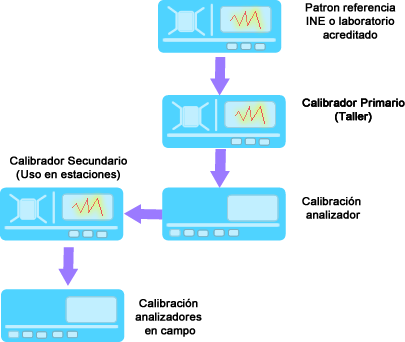 Patron referencia
INE o laboratorio
acreditado
Calibrador Primario
(Taller)
Calibrador Secundario
(Uso en estaciones)
Calibración
analizador
Calibración
analizadores
en campo